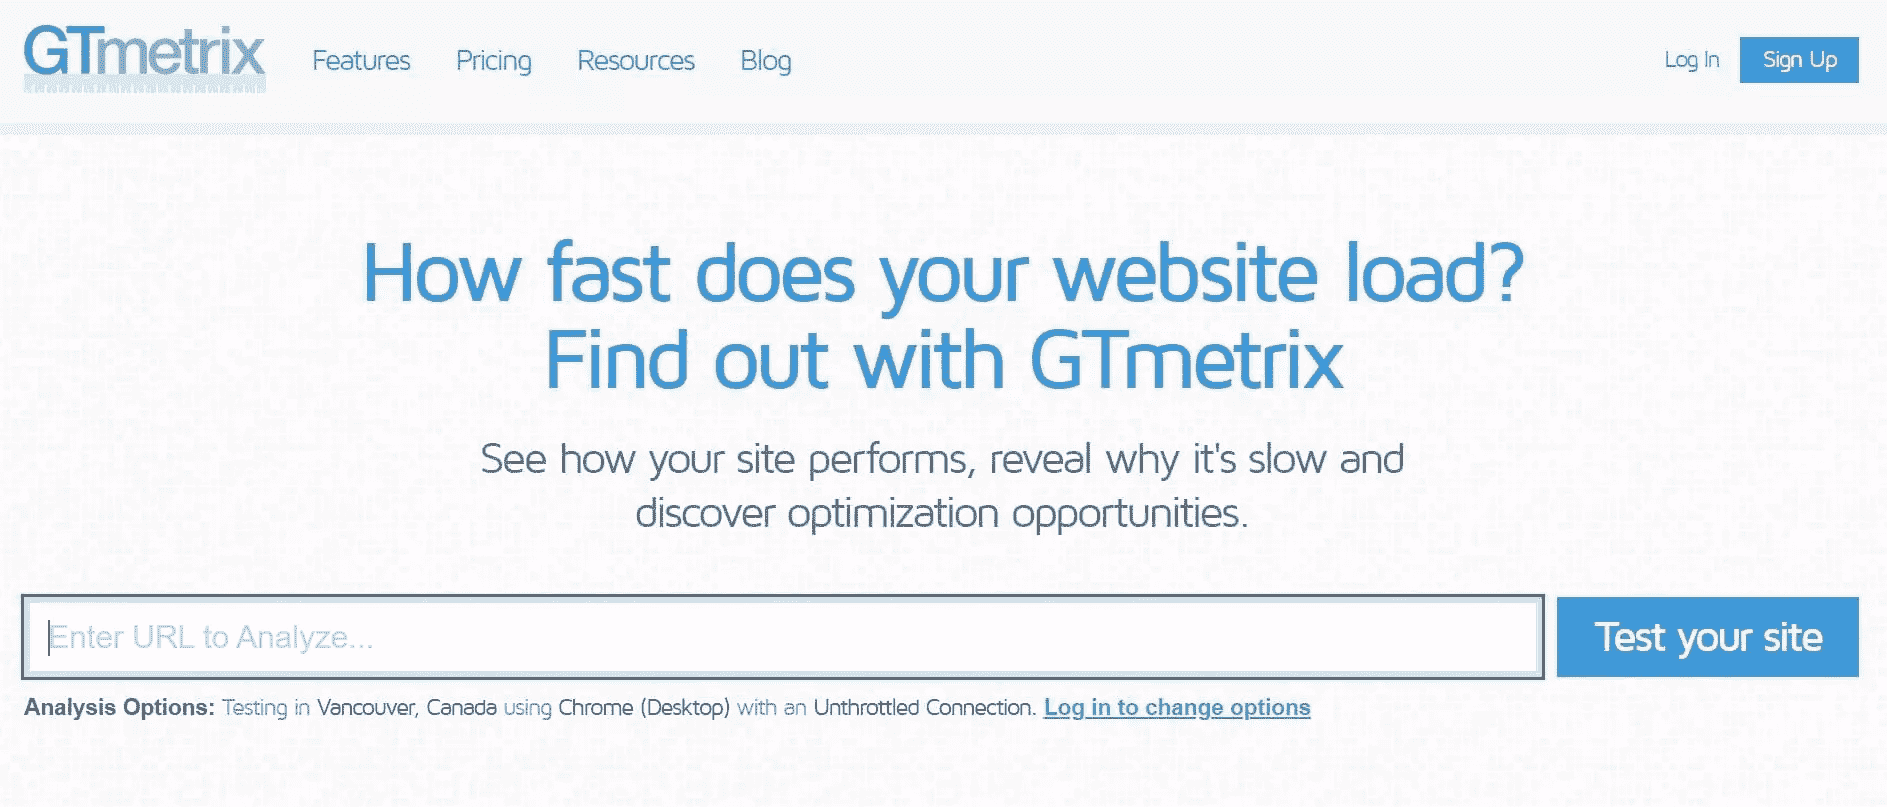 GTmetrix Features Pricing Resources Blog Log In Sign Up
How fast does your website load?
Find out with GTmetrix
See how your site performs, reveal why it's slow and
discover optimization opportunities.
Enter URL to Analyze... Test your site
Analysis Options: Testing in Vancouver, Canada using Chrome (Desktop) with an Unthrottled Connection. Log in to change options